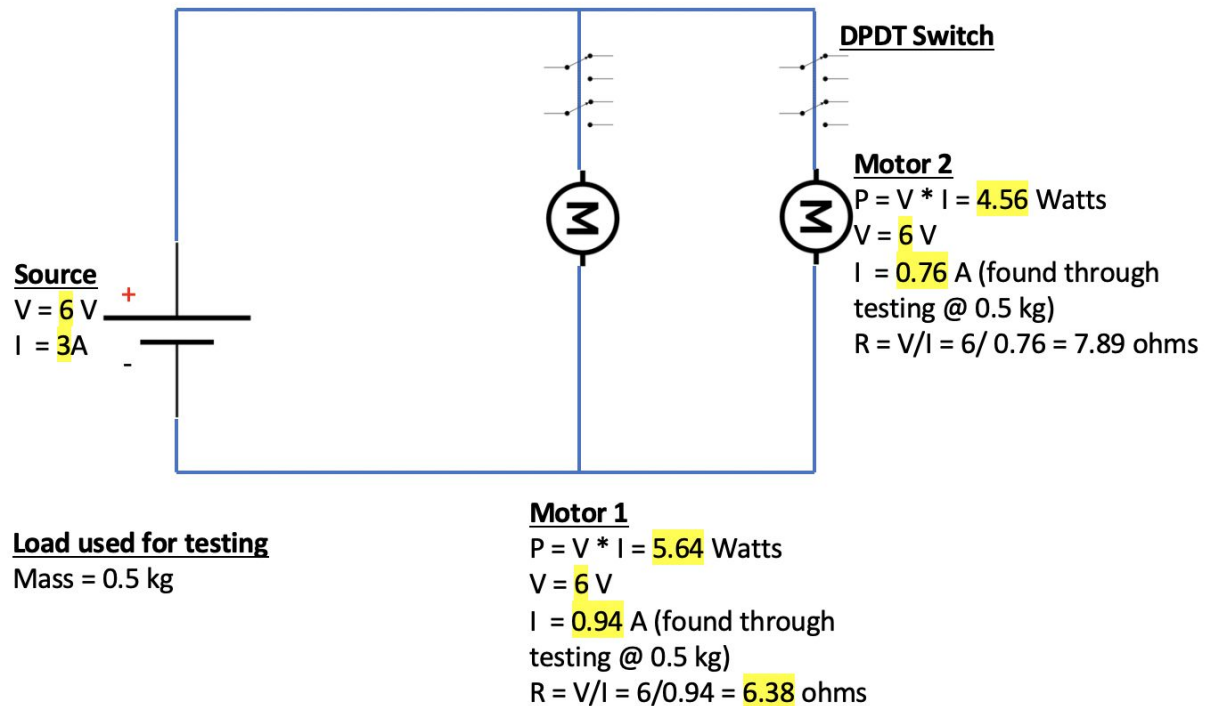 DPDT Switch
M
M
Motor 2
P = V * I = 4.56 Watts
V = 6 V
I = 0.76 A (found through
testing @ 0.5 kg)
R = V/I = 6/ 0.76 = 7.89 ohms
Source
V = 6 V
I = 3A
+
-
Load used for testing
Mass = 0.5 kg
Motor 1
P = V * I = 5.64 Watts
V = 6 V
I = 0.94 A (found through
testing @ 0.5 kg)
R = V/I = 6/0.94 = 6.38 ohms